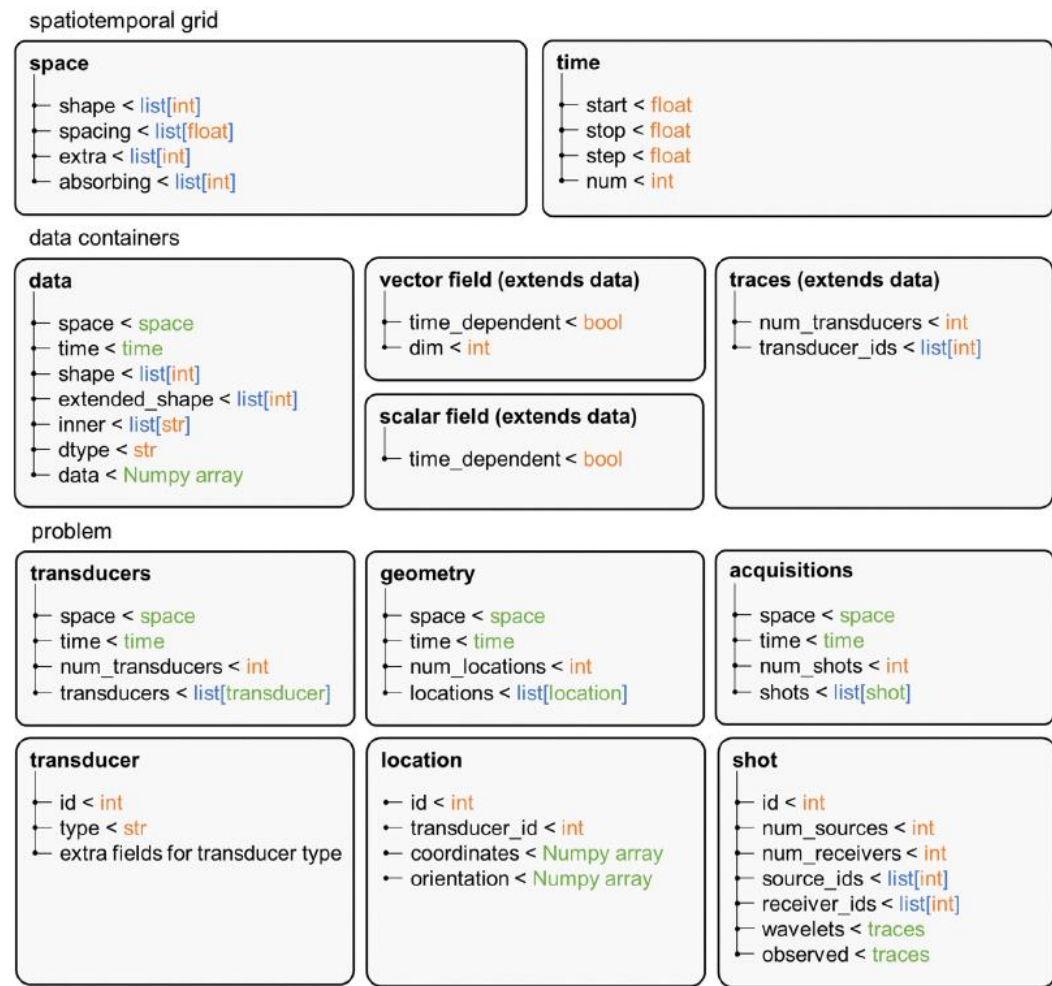 spatiotemporal grid
space
shape < list[int]
spacing < list[float]
extra < list[int]
absorbing < list[int]
time
start < float
stop < float
step < float
num < int
data containers
data
space < space
time < time
shape < list[int]
extended_shape < list[int]
inner < list[str]
dtype < str
data < Numpy array
vector field (extends data)
time_dependent < bool
dim < int
scalar field (extends data)
time_dependent < bool
traces (extends data)
num_transducers < int
transducer_ids < list[int]
problem
transducers
space < space
time < time
num_transducers < int
transducers < list[transducer]
geometry
space < space
time < time
num_locations < int
locations < list[location]
acquisitions
space < space
time < time
num_shots < int
shots < list[shot]
transducer
id < int
type < str
extra fields for transducer type
location
id < int
transducer_id < int
coordinates < Numpy array
orientation < Numpy array
shot
id < int
num_sources < int
num_receivers < int
source_ids < list[int]
receiver_ids < list[int]
wavelets < traces
observed < traces